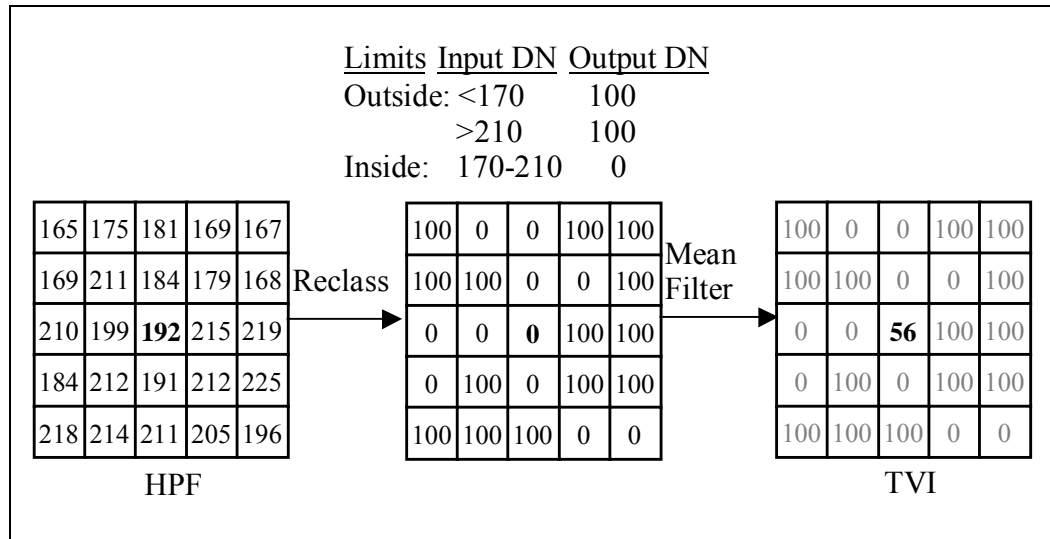 Limits Input DN Output DN
Outside: <170 100
>210 100
Inside: 170-210 0
165 175 181 169 167
169 211 184 179 168
210 199 192 215 219
184 212 191 212 225
218 214 211 205 196
HPF
Reclass
100 0 0 100 100
100 100 0 0 100
0 0 0 100 100
0 100 0 100 100
100 100 100 0 0
Mean
Filter
100 0 0 100 100
100 100 0 0 100
0 0 56 100 100
0 100 0 100 100
100 100 100 0 0
TVI